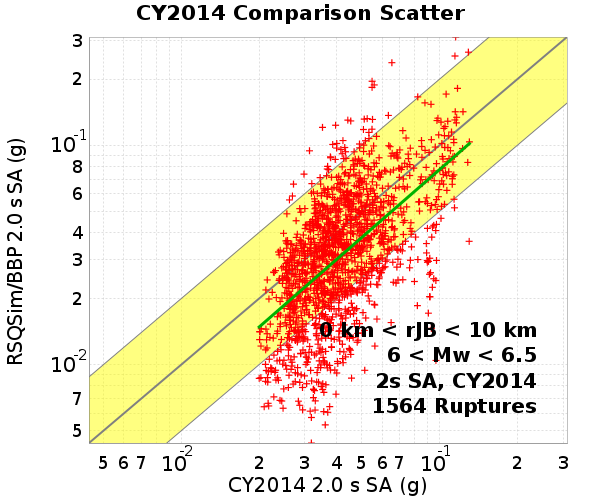 CY2014 Comparison Scatter
RSQSim/BBP 2.0 s SA (g)
3
2
10^-1
8
6
4
3
2
10^-2
7
5
0 km < rJB < 10 km
6 < Mw < 6.5
2s SA, CY2014
1564 Ruptures
5 6 7 10^-2 2 3 4 5 6 7 10^-1 2 3
CY2014 2.0 s SA (g)